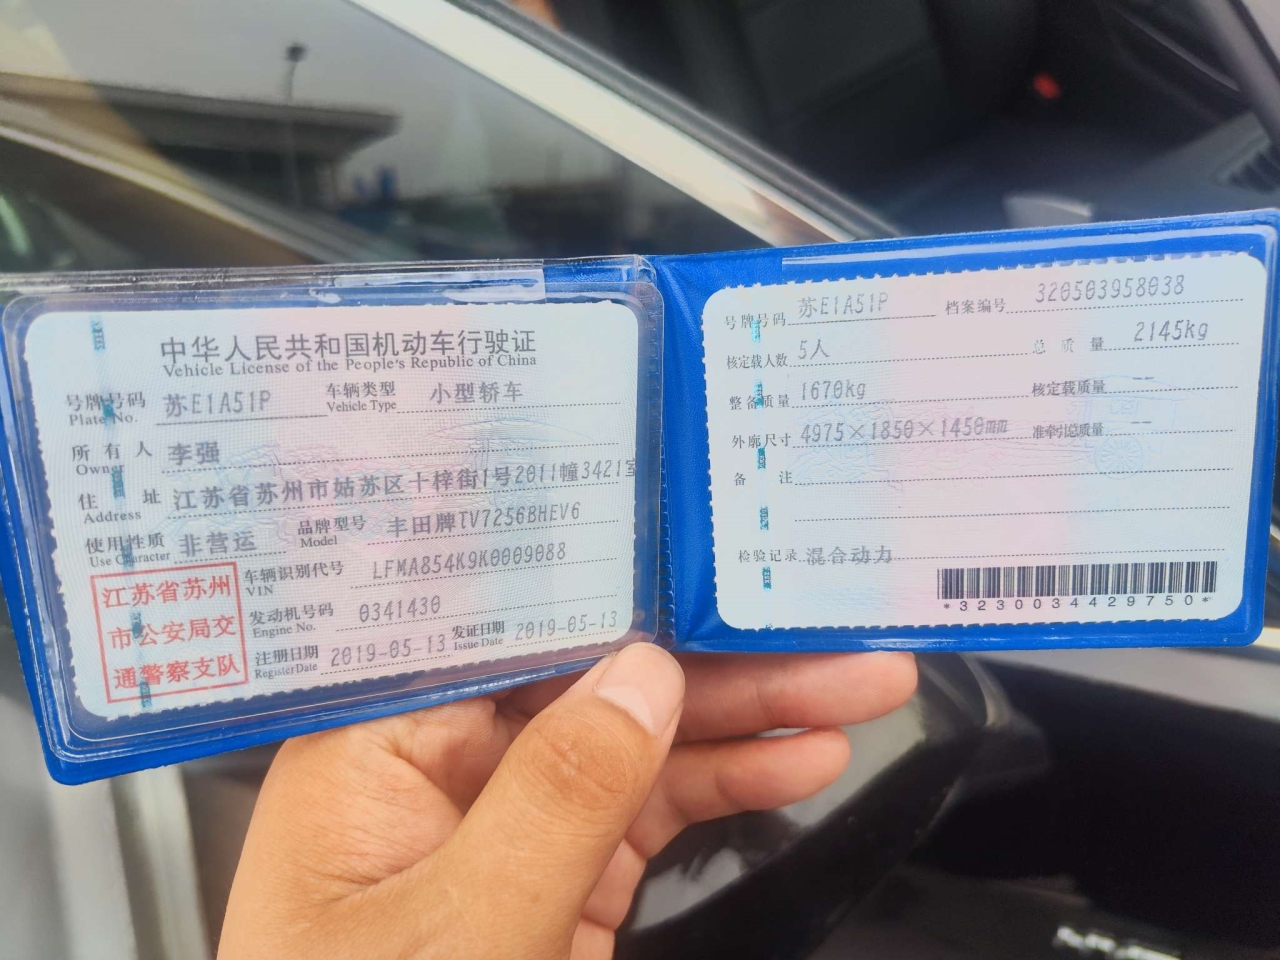 中华人民共和国机动车行驶证
Vehicle License of the People's Republic of China
号牌号码 苏E1A51P 车辆类型 小型轿车
Plate No. Vehicle Type
所有人 李强
Owner
住址 江苏省苏州市姑苏区十梓街1号2011幢3421室
Address
使用性质 非营运 品牌型号 丰田牌TV7256BHEV6
Use Character Model
江苏省苏州
市公安局交
通警察支队
车辆识别代号 LFMA854K9K0009088
VIN
发动机号码 0341430
Engine No.
注册日期 2019-05-13 发证日期 2019-05-13
Register Date Issue Date
号牌号码 苏E1A51P 档案编号 320503958038
核定载人数 5人 总质量 2145kg
整备质量 1670kg 核定载质量 --
外廓尺寸 4975×1850×1450mm 准牵引总质量 --
备注
检验记录 混合动力
*3230034429750*